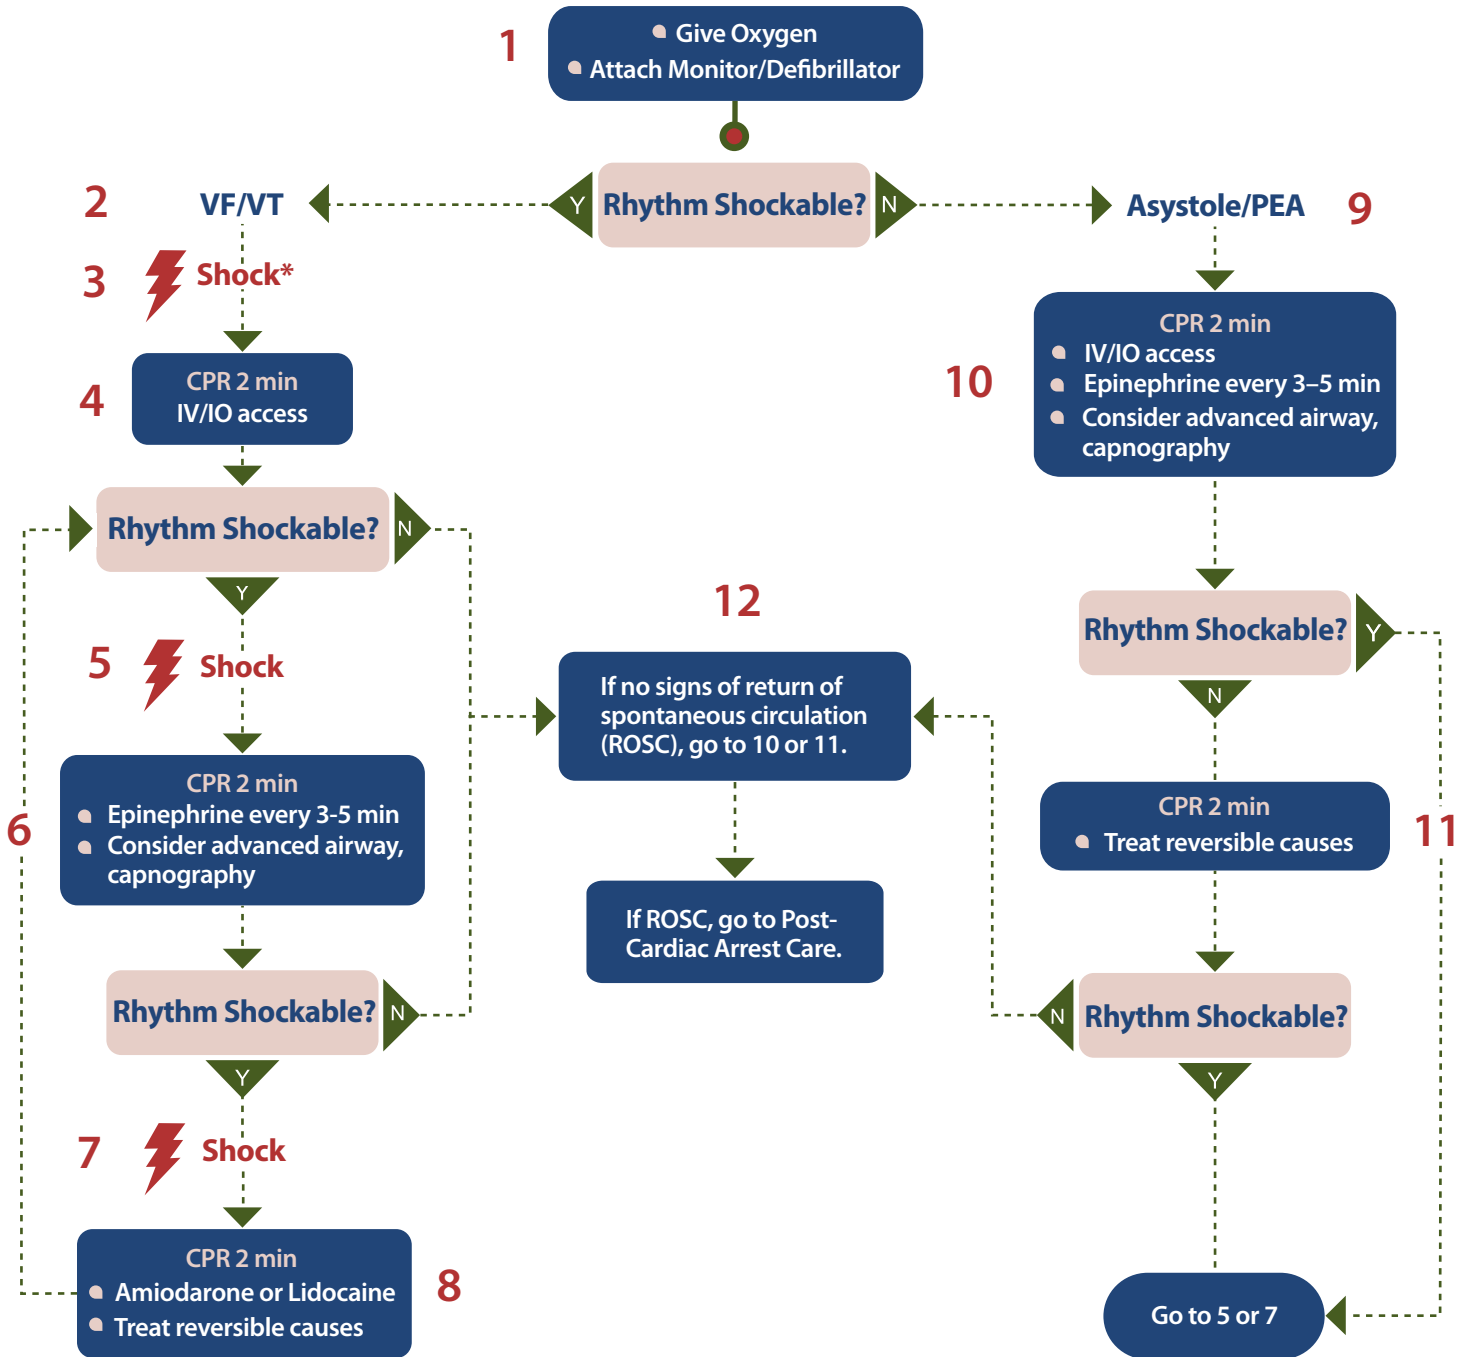 1
Give Oxygen
Attach Monitor/Defibrillator
2
VF/VT
Y
Rhythm Shockable?
N
Asystole/PEA
9
3
Shock*
4
CPR 2 min
IV/IO access
10
CPR 2 min
IV/IO access
Epinephrine every 3–5 min
Consider advanced airway,
capnography
Rhythm Shockable?
N
Y
5
Shock
6
CPR 2 min
Epinephrine every 3-5 min
Consider advanced airway,
capnography
Rhythm Shockable?
N
Y
7
Shock
CPR 2 min
Amiodarone or Lidocaine
Treat reversible causes
8
12
If no signs of return of
spontaneous circulation
(ROSC), go to 10 or 11.
If ROSC, go to Post-
Cardiac Arrest Care.
Rhythm Shockable?
Y
N
CPR 2 min
Treat reversible causes
11
N
Rhythm Shockable?
Y
Go to 5 or 7